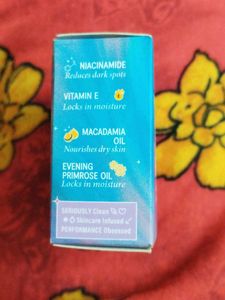 NIACINAMIDE
Reduces dark spots
VITAMIN E
Locks in moisture
MACADAMIA
OIL
Nourishes dry skin
EVENING
PRIMROSE OIL
Locks in moisture
SERIOUSLY Clean
Skincare Infused
PERFORMANCE Obsessed